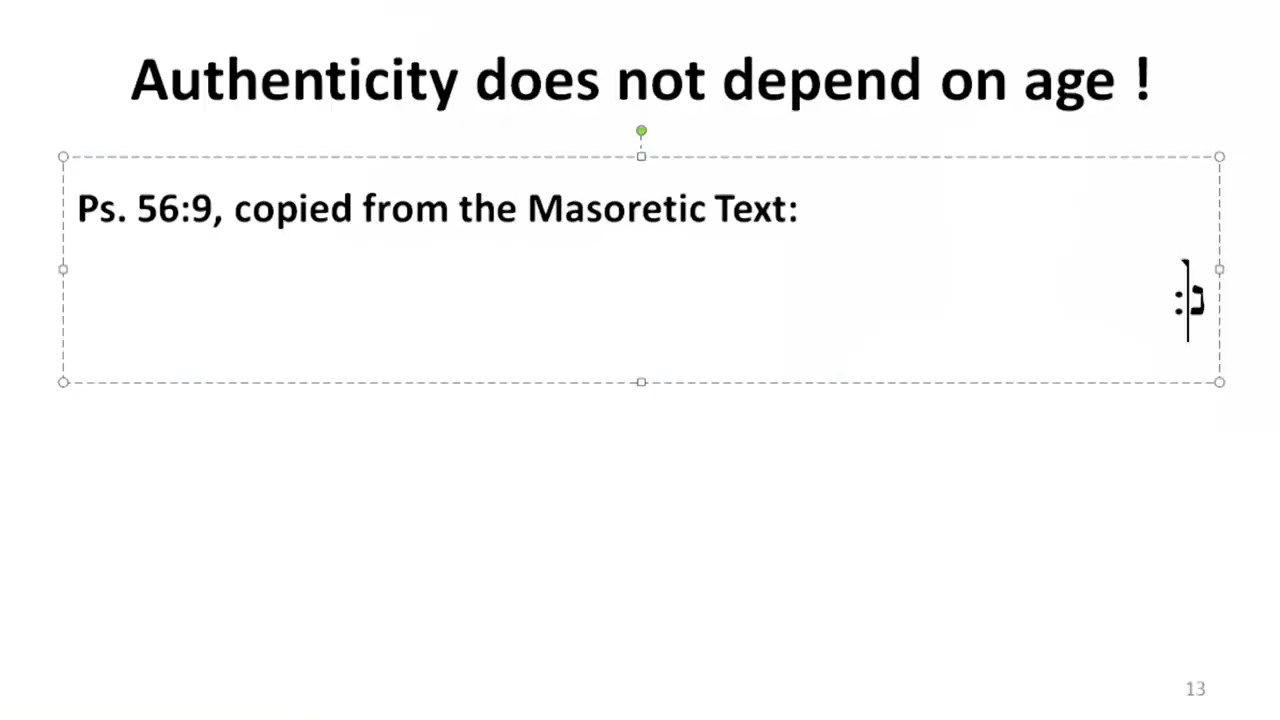 Authenticity does not depend on age !
Ps. 56:9, copied from the Masoretic Text:
נ:
13